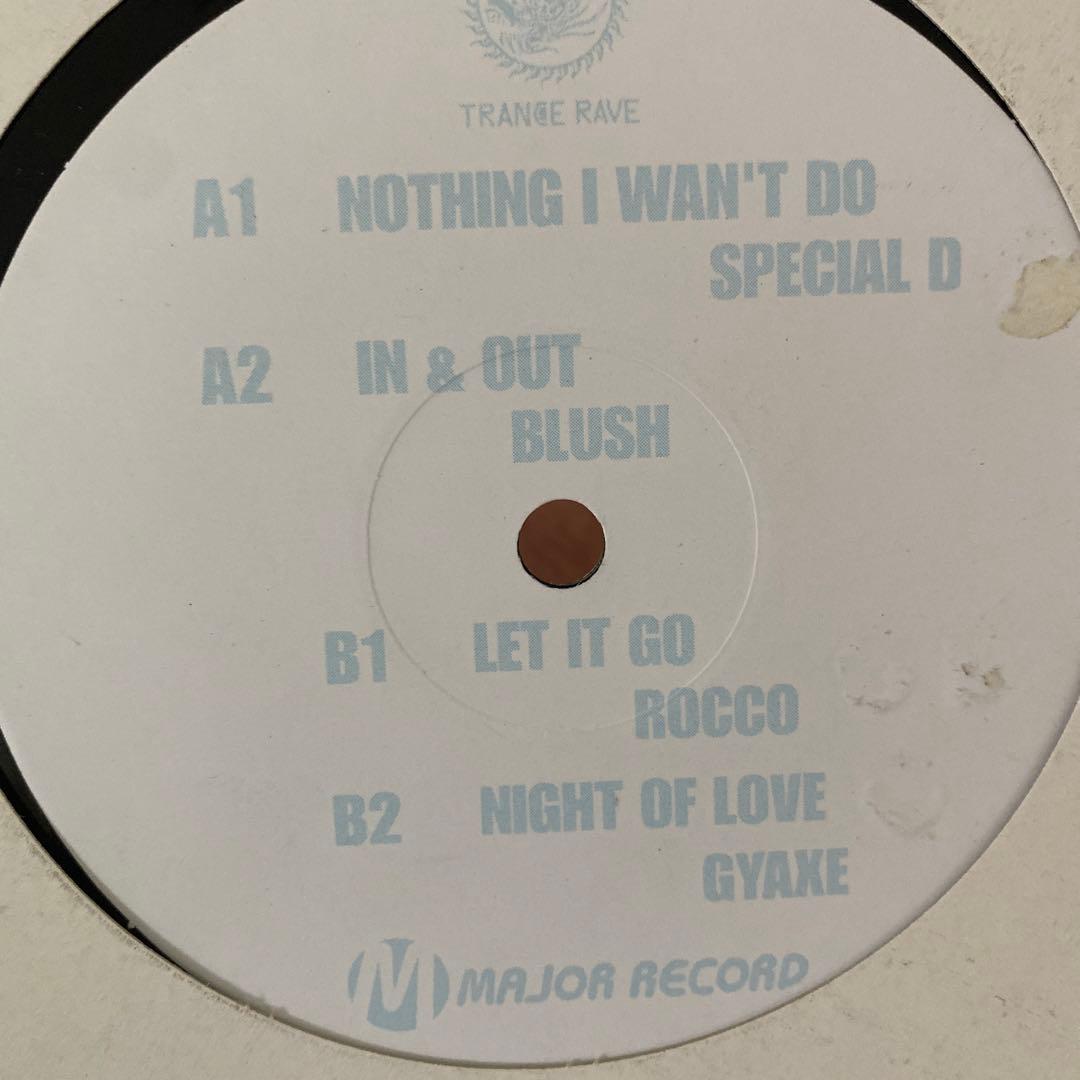 TRANCE RAVE
A1 NOTHING I WAN'T DO
SPECIAL D
A2 IN & OUT
BLUSH
B1 LET IT GO
ROCCO
B2 NIGHT OF LOVE
GYAXE
M MAJOR RECORD